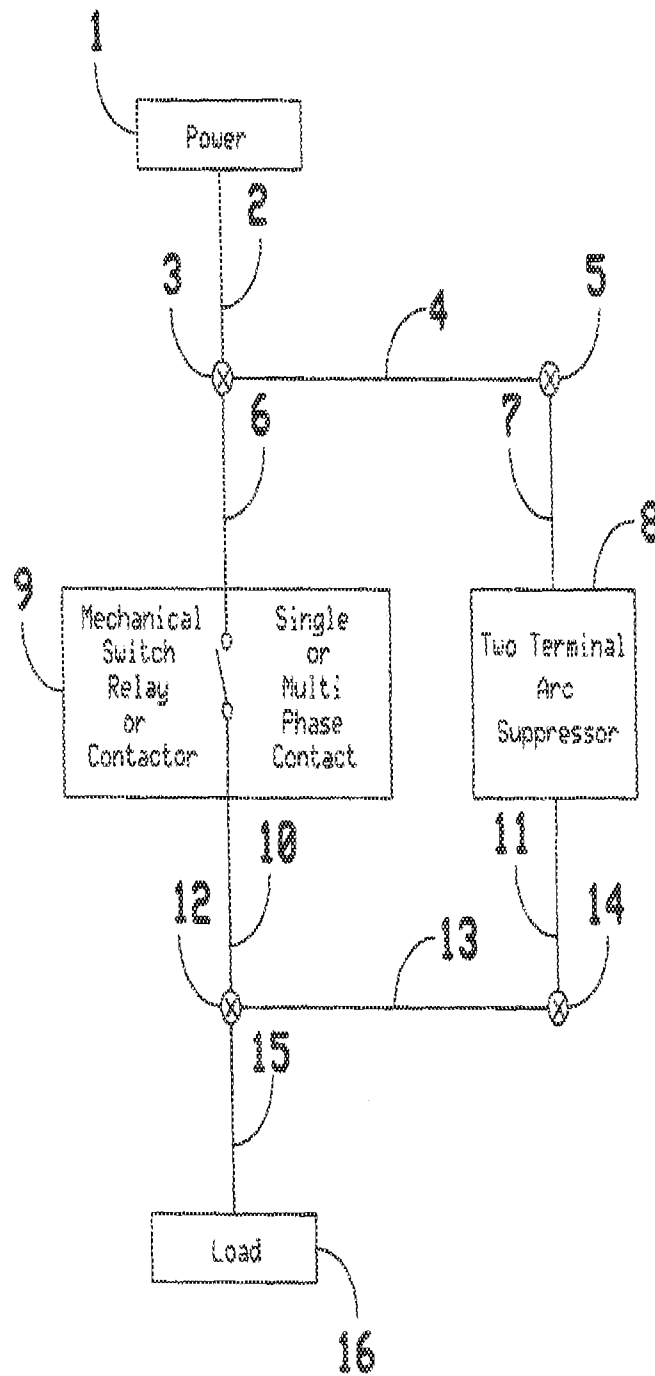 1
Power
2
3
4
5
6
7
8
9
Mechanical
Switch
Relay
or
Contactor
Single
or
Multi
Phase
Contact
Two Terminal
Arc
Suppressor
10
11
12
13
14
15
Load
16